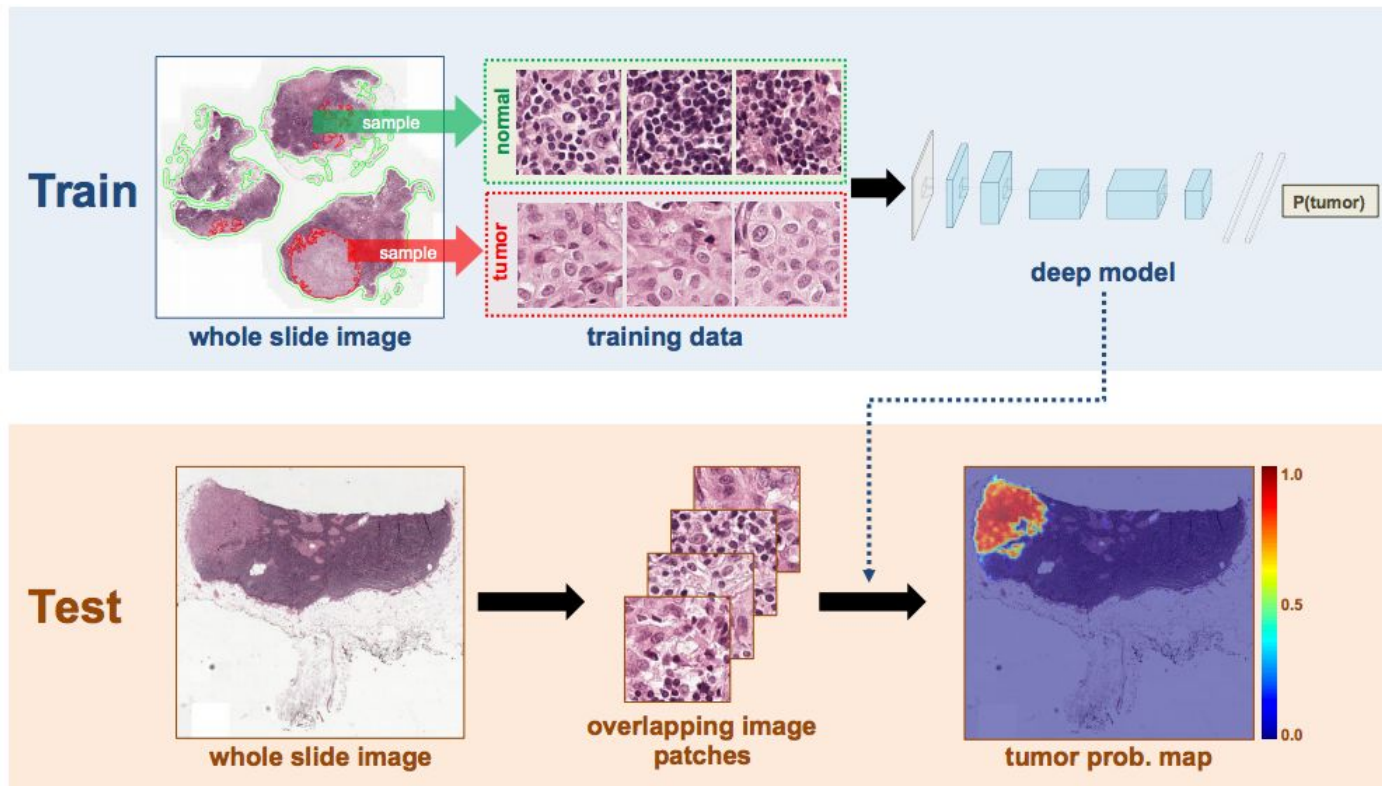 Train
sample
sample
normal
tumor
P(tumor)
deep model
whole slide image
training data
Test
1.0
0.5
0.0
whole slide image
overlapping image
patches
tumor prob. map